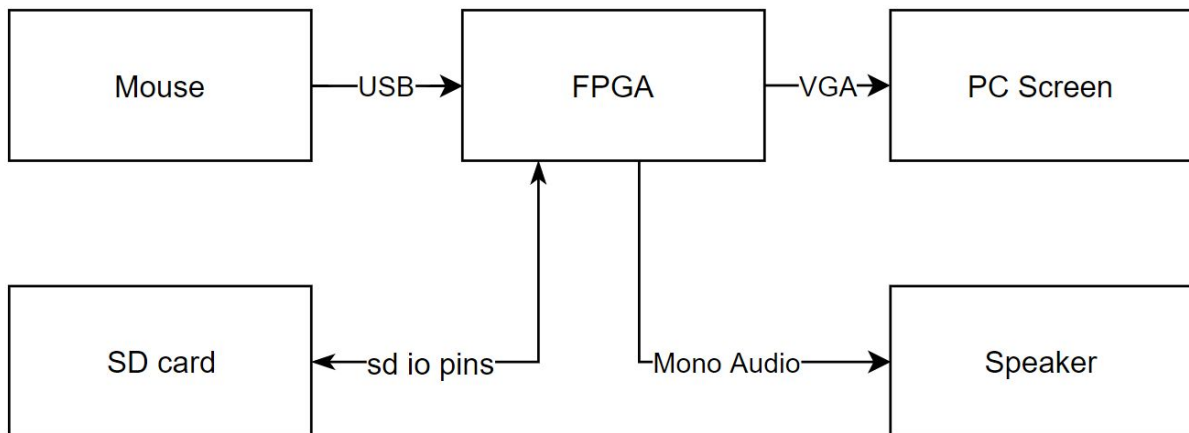 Mouse
USB
FPGA
VGA
PC Screen
SD card
sd io pins
Mono Audio
Speaker